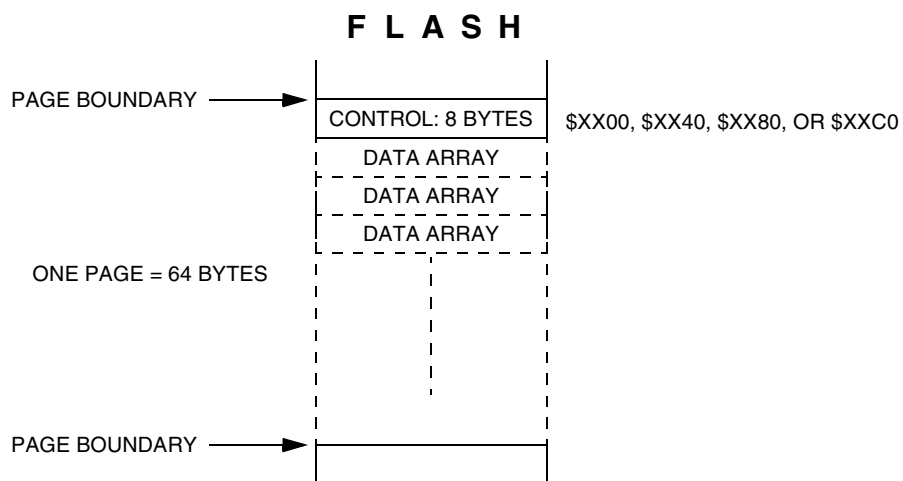 F L A S H
PAGE BOUNDARY
CONTROL: 8 BYTES
$XX00, $XX40, $XX80, OR $XXC0
DATA ARRAY
DATA ARRAY
DATA ARRAY
ONE PAGE = 64 BYTES
PAGE BOUNDARY